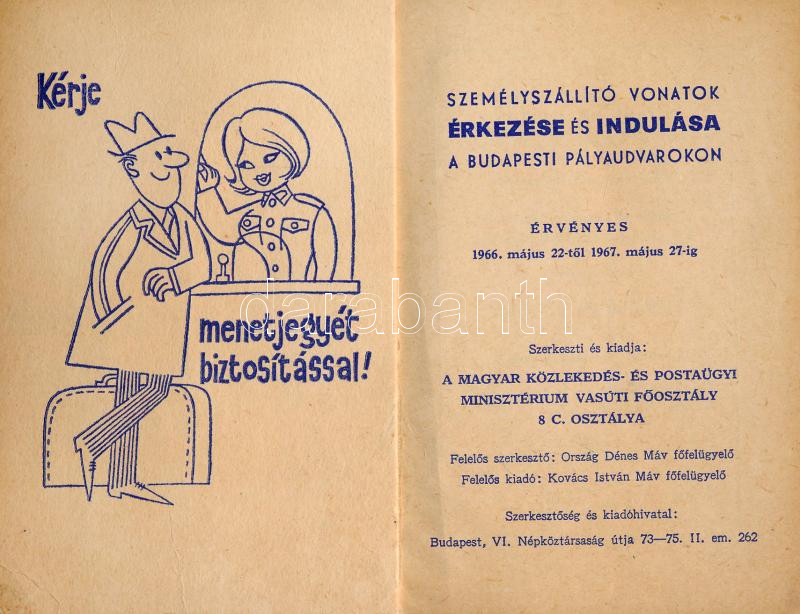 Kérje
menetjegyét
biztosítással!
SZEMÉLYSZÁLLÍTÓ VONATOK
ÉRKEZÉSE ÉS INDULÁSA
A BUDAPESTI PÁLYAUDVAROKON
ÉRVÉNYES
1966. május 22-től 1967. május 27-ig
darabanth
Szerkeszti és kiadja:
A MAGYAR KÖZLEKEDÉS- ÉS POSTAÜGYI
MINISZTÉRIUM VASÚTI FŐOSZTÁLY
8 C. OSZTÁLYA
Felelős szerkesztő: Ország Dénes Máv főfelügyelő
Felelős kiadó: Kovács István Máv főfelügyelő
Szerkesztőség és kiadóhivatal:
Budapest, VI. Népköztársaság útja 73—75. II. em. 262